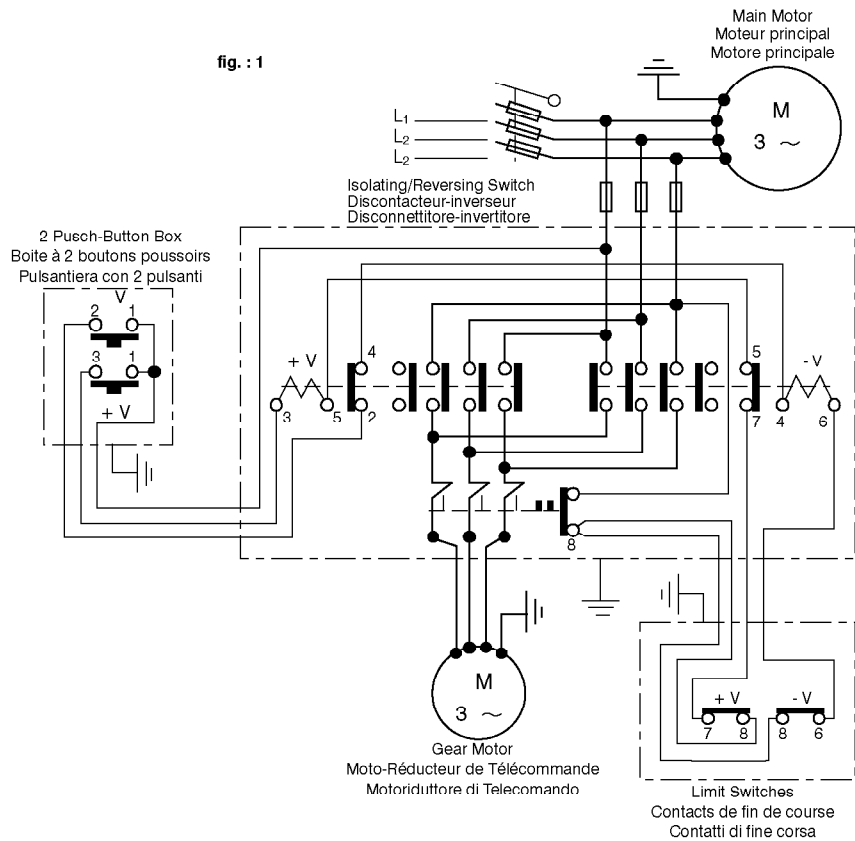 Main Motor
Moteur principal
Motore principale
fig. : 1
M
3 ~
L1
L2
L2
Isolating/Reversing Switch
Discontacteur-inverseur
Disconnettitore-invertitore
2 Pusch-Button Box
Boite à 2 boutons poussoirs
Pulsantiera con 2 pulsanti
V
2 1
3 1
+ V
+ V
4
5
- V
3 5 2
7 4 6
8
M
3 ~
+ V - V
7 8 8 6
Gear Motor
Moto-Réducteur de Télécommande
Motoriduttore di Telecomando
Limit Switches
Contacts de fin de course
Contatti di fine corsa